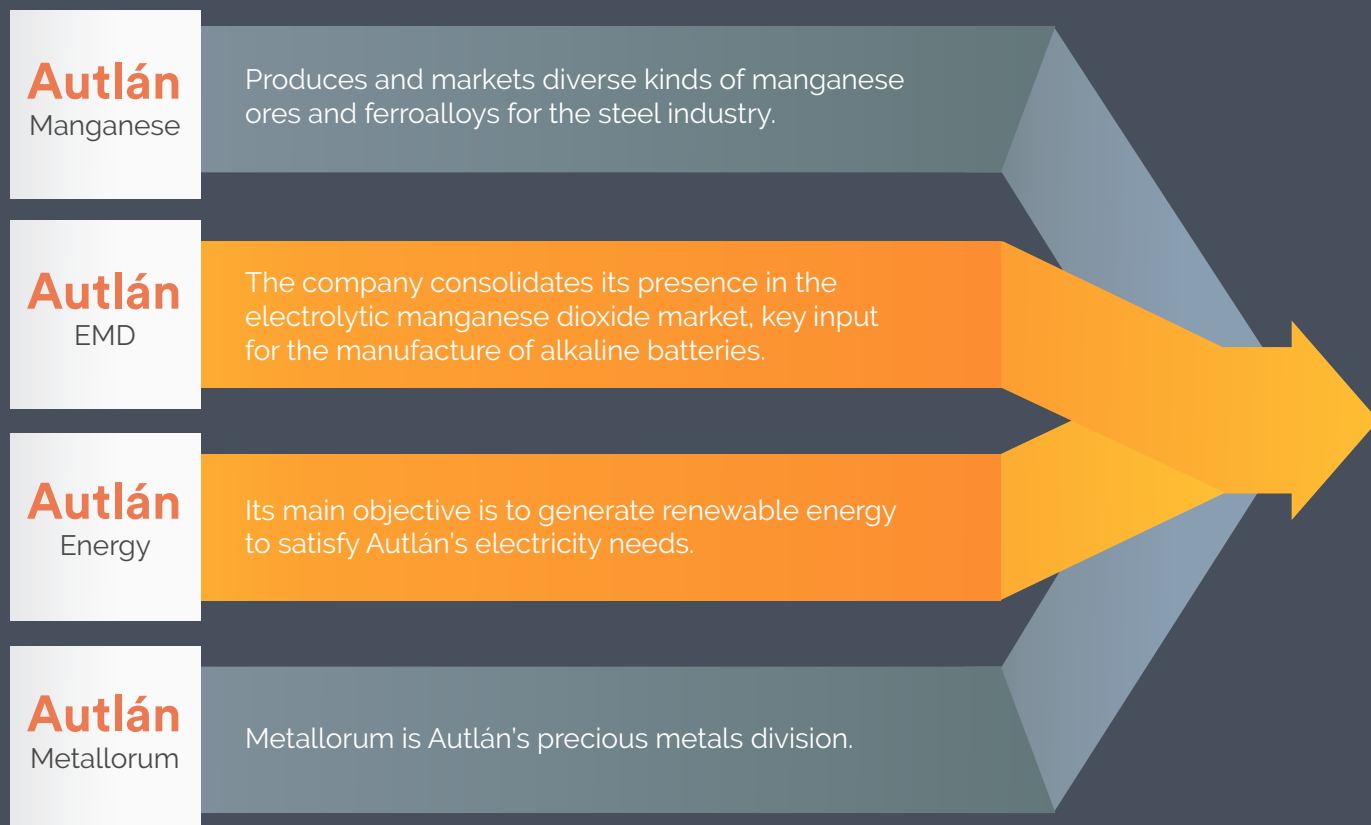 Autlán
Manganese
Produces and markets diverse kinds of manganese
ores and ferroalloys for the steel industry.
Autlán
EMD
The company consolidates its presence in the
electrolytic manganese dioxide market, key input
for the manufacture of alkaline batteries.
Autlán
Energy
Its main objective is to generate renewable energy
to satisfy Autlán’s electricity needs.
Autlán
Metallorum
Metallorum is Autlán’s precious metals division.